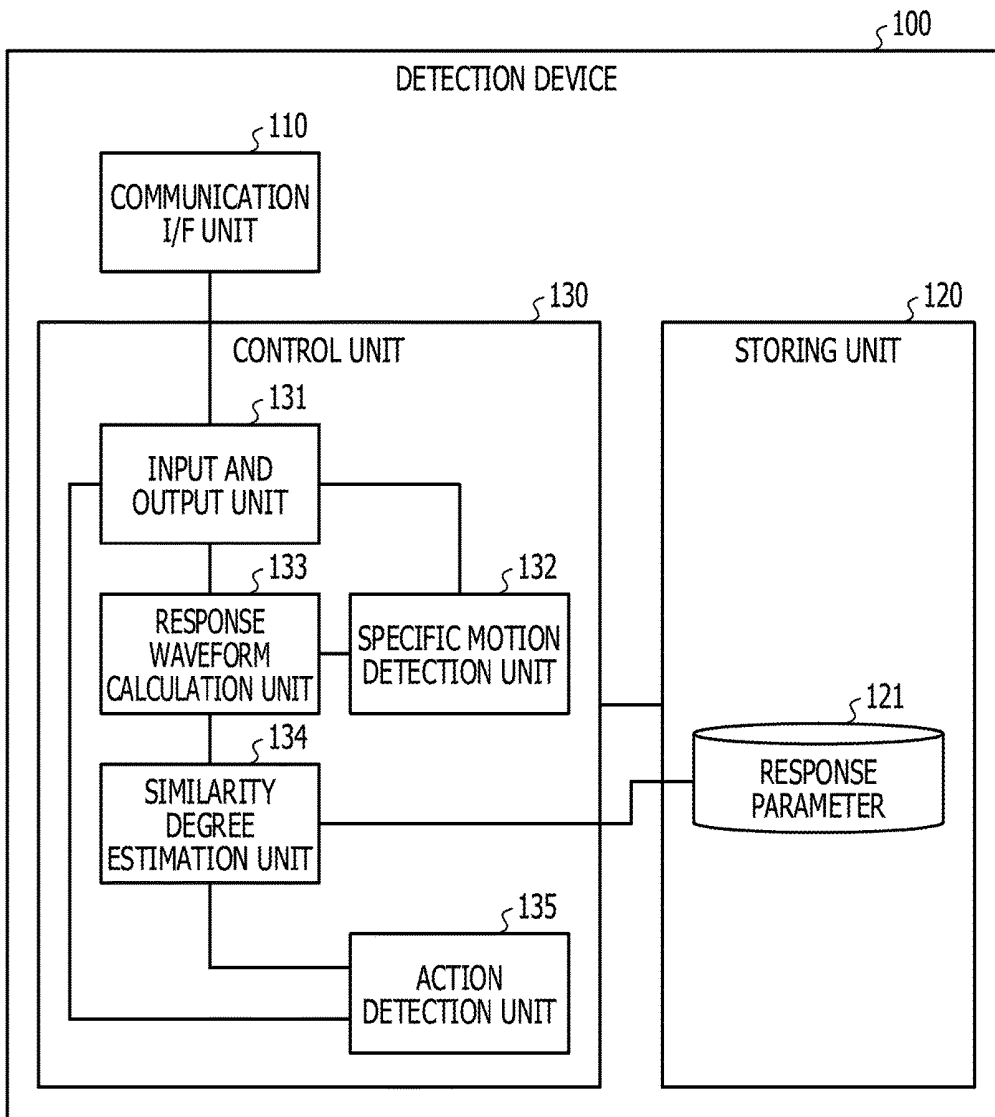 100
DETECTION DEVICE
110
COMMUNICATION
I/F UNIT
130
CONTROL UNIT
120
STORING UNIT
131
INPUT AND
OUTPUT UNIT
133
RESPONSE
WAVEFORM
CALCULATION UNIT
132
SPECIFIC MOTION
DETECTION UNIT
121
RESPONSE
PARAMETER
134
SIMILARITY
DEGREE
ESTIMATION UNIT
135
ACTION
DETECTION UNIT